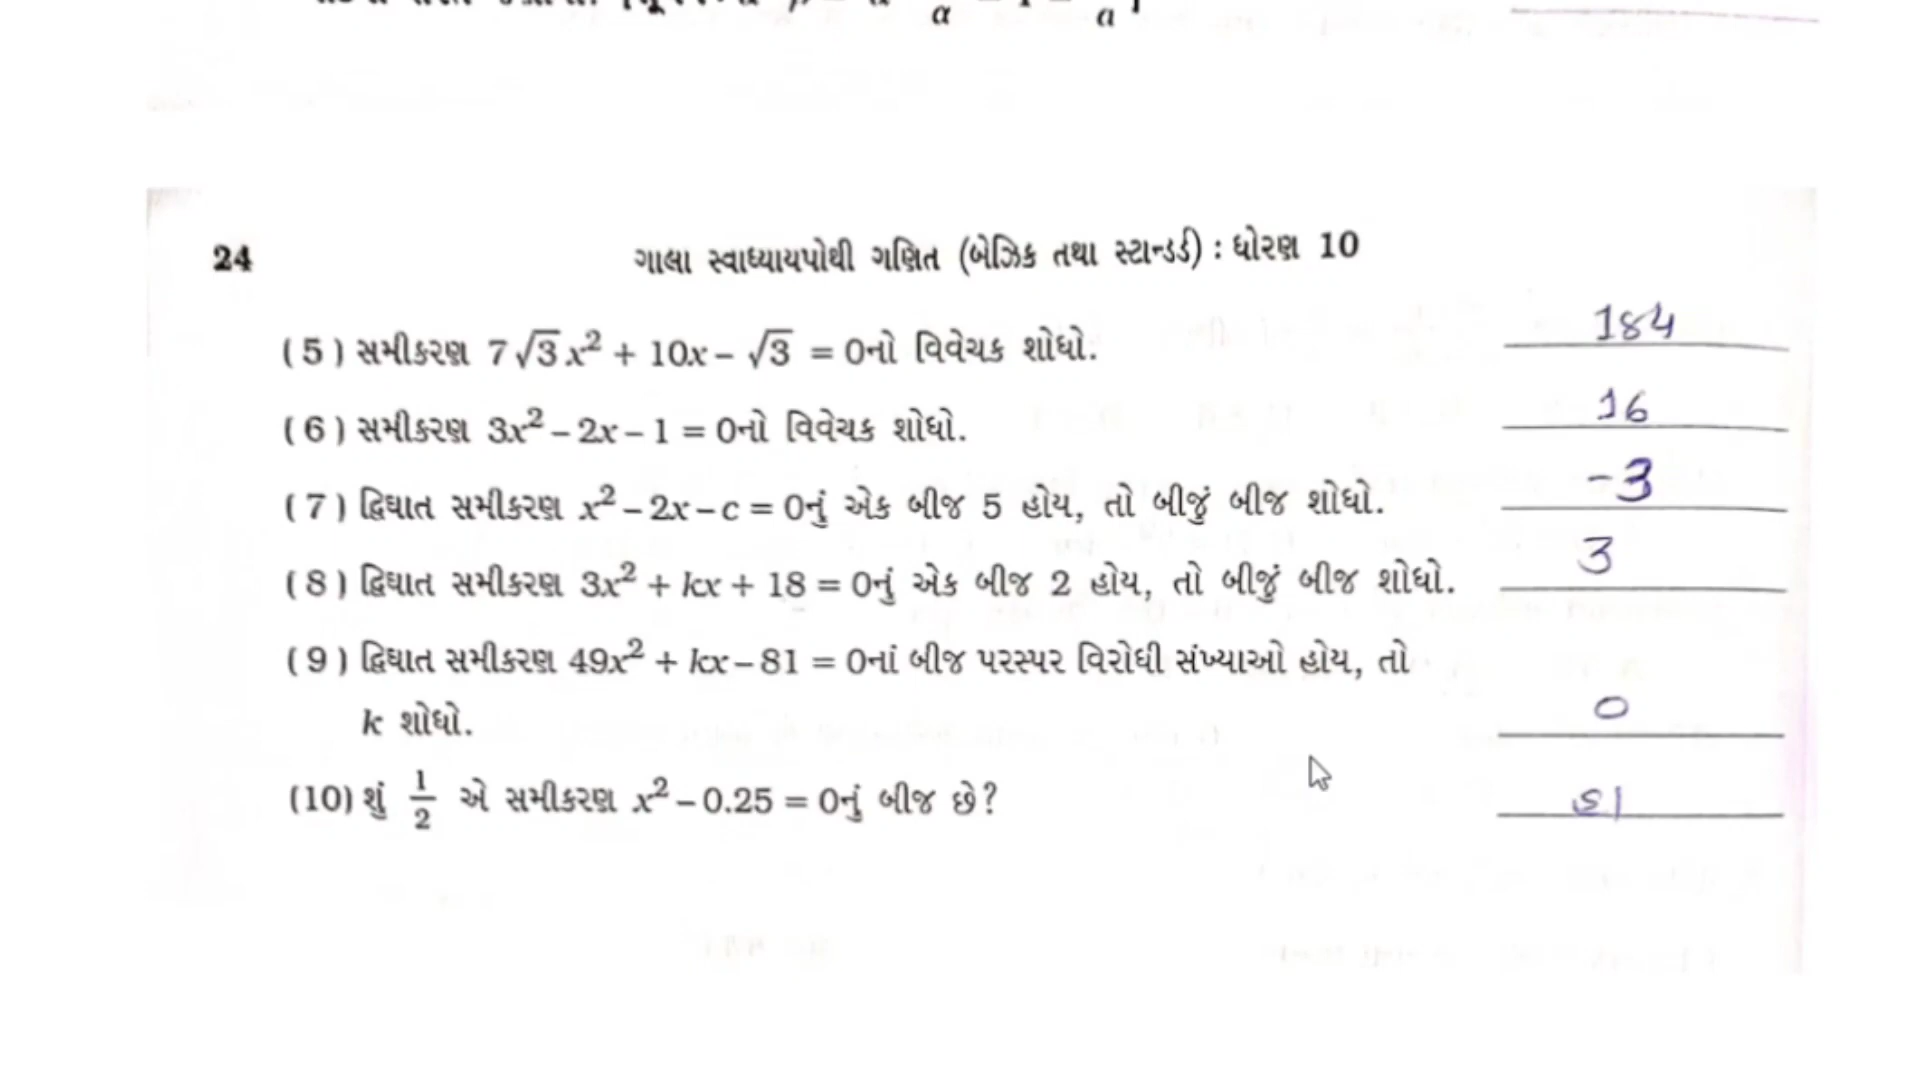 α
a
24 ગાલા સ્વાધ્યાયપોથી ગણિત (બેઝિક તથા સ્ટાન્ડર્ડ) : ધોરણ 10
(5) સમીકરણ 7√3x² + 10x – √3 = 0નો વિવેચક શોધો. 184
(6) સમીકરણ 3x² – 2x – 1 = 0નો વિવેચક શોધો. 16
(7) દ્વિઘાત સમીકરણ x² – 2x – c = 0નું એક બીજ 5 હોય, તો બીજું બીજ શોધો. -3
(8) દ્વિઘાત સમીકરણ 3x² + kx + 18 = 0નું એક બીજ 2 હોય, તો બીજું બીજ શોધો. 3
(9) દ્વિઘાત સમીકરણ 49x² + kx – 81 = 0નાં બીજ પરસ્પર વિરોધી સંખ્યાઓ હોય, તો
k શોધો. 0
(10) શું 1/2 એ સમીકરણ x² – 0.25 = 0નું બીજ છે? હા